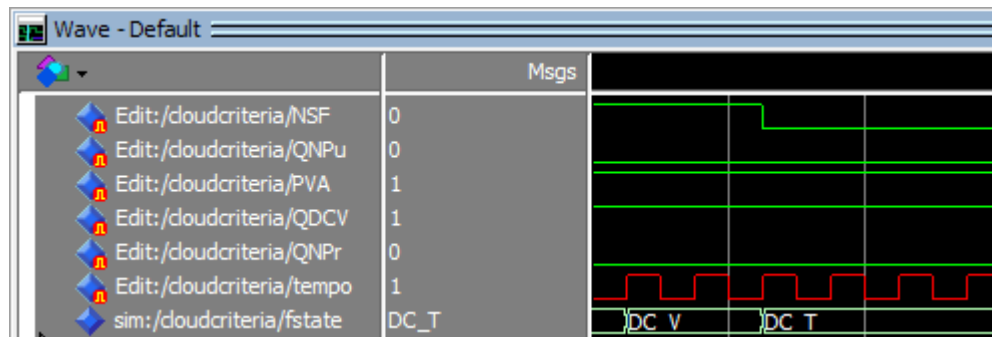 Wave - Default
Msgs
Edit:/cloudcriteria/NSF 0
Edit:/cloudcriteria/QNPu 0
Edit:/cloudcriteria/PVA 1
Edit:/cloudcriteria/QDCV 1
Edit:/cloudcriteria/QNPr 0
Edit:/cloudcriteria/tempo 1
sim:/cloudcriteria/fstate DC_T DC_V DC_T